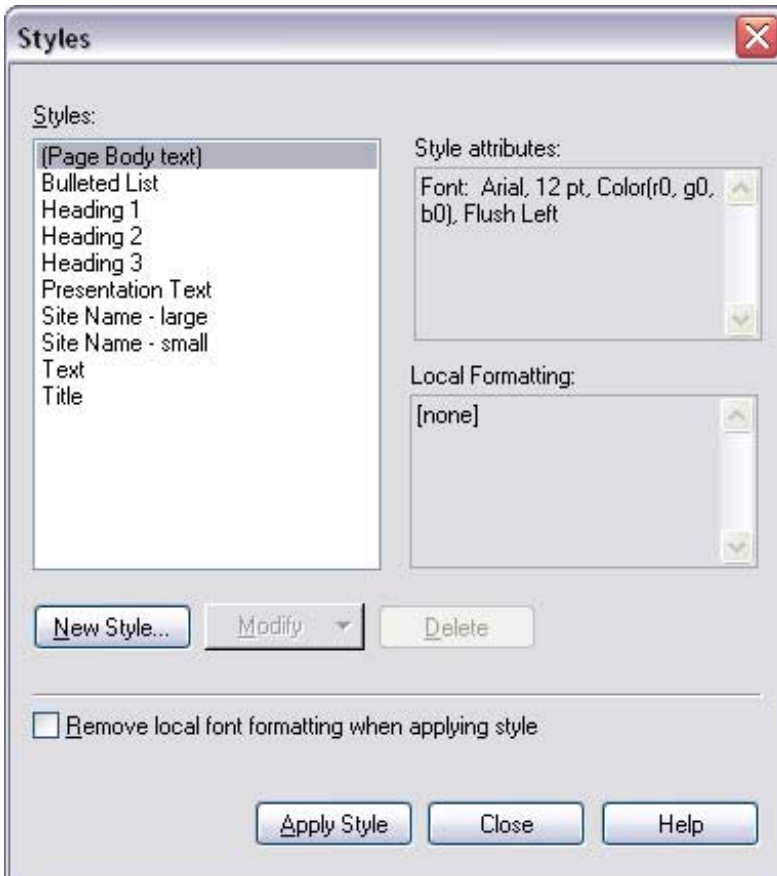 Styles
Styles:
(Page Body text)
Bulleted List
Heading 1
Heading 2
Heading 3
Presentation Text
Site Name - large
Site Name - small
Text
Title
Style attributes:
Font:  Arial, 12 pt, Color(r0, g0,
b0), Flush Left
Local Formatting:
[none]
New Style...
Modify
Delete
Remove local font formatting when applying style
Apply Style
Close
Help